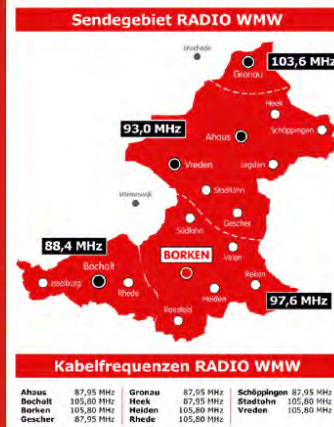 Sendegebiet RADIO WMW
Enschede
103,6 MHz
Gronau
Heek
93,0 MHz
Schöppingen
Ahaus
Vreden
Legden
Stadtlohn
Winterswijk
Gescher
Südlohn
88,4 MHz
BORKEN
Velen
Bocholt
Reken
Isselburg
Rhede
Heiden
97,6 MHz
Raesfeld
Kabelfrequenzen RADIO WMW
Ahaus 87,95 MHz Gronau 87,95 MHz Schöppingen 87,95 MHz
Bocholt 105,80 MHz Heek 87,95 MHz Stadtlohn 105,80 MHz
Borken 105,80 MHz Heiden 105,80 MHz Vreden 105,80 MHz
Gescher 87,95 MHz Rhede 105,80 MHz